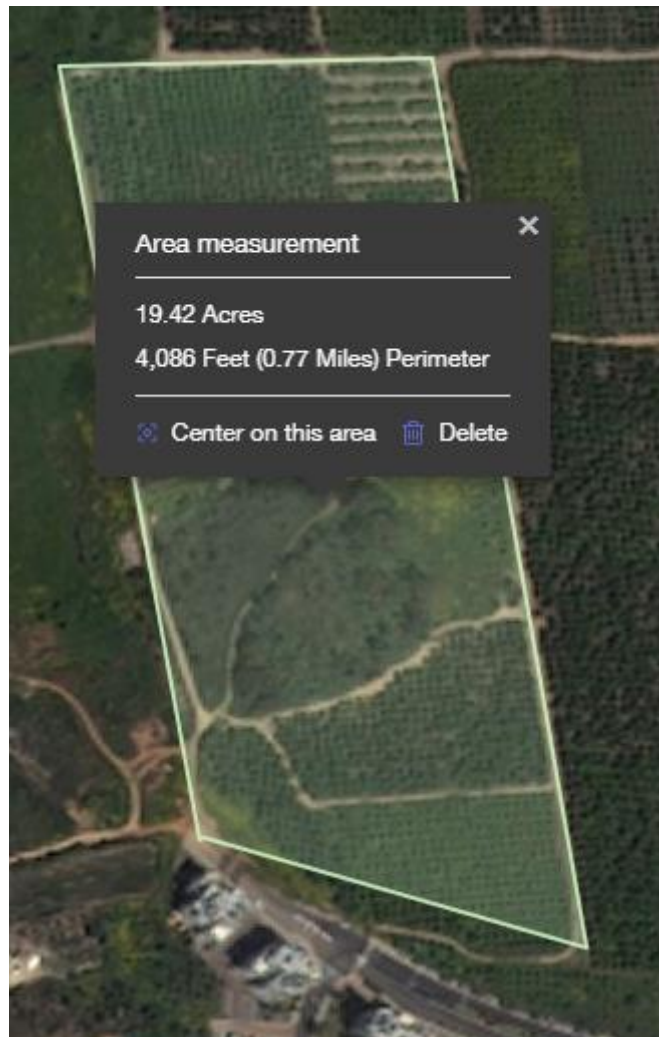 Area measurement
19.42 Acres
4,086 Feet (0.77 Miles) Perimeter
Center on this area Delete